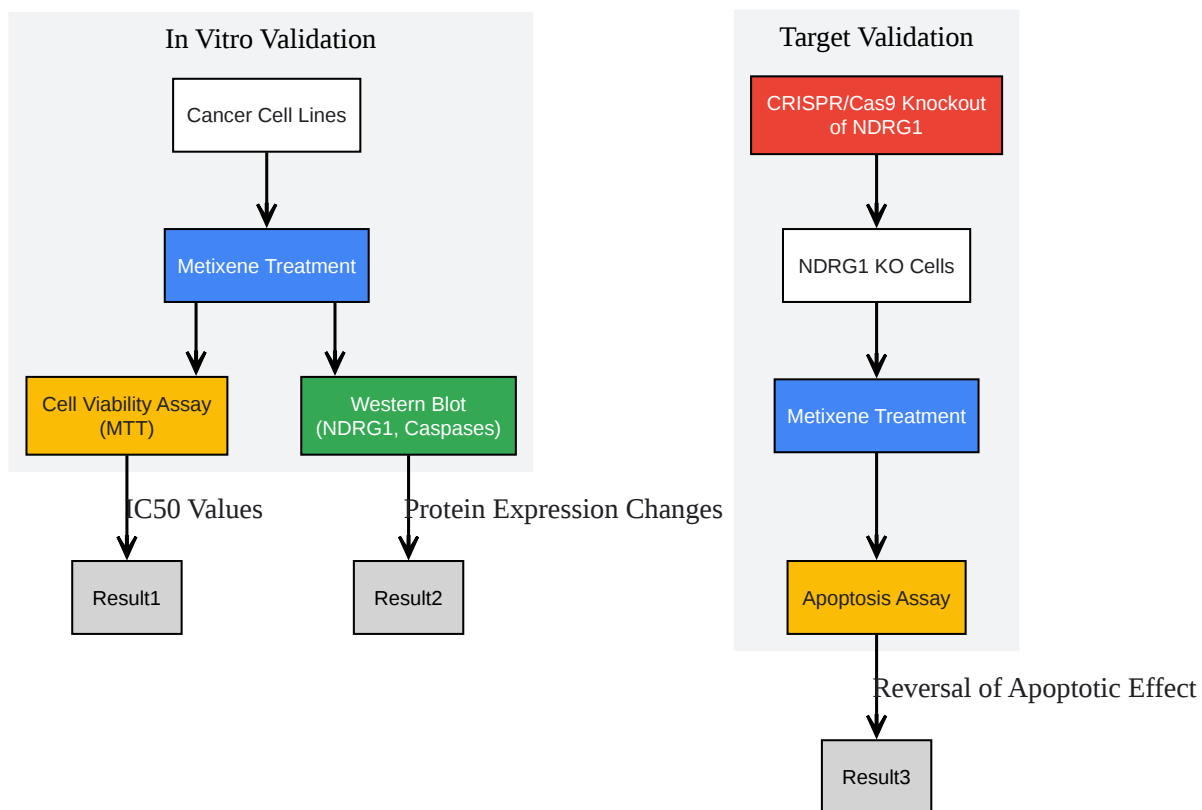 In Vitro Validation
Cancer Cell Lines
Metixene Treatment
Cell Viability Assay
(MTT)
Western Blot
(NDRG1, Caspases)
IC50 Values
Protein Expression Changes
Result1
Result2
Target Validation
CRISPR/Cas9 Knockout
of NDRG1
NDRG1 KO Cells
Metixene Treatment
Apoptosis Assay
Reversal of Apoptotic Effect
Result3